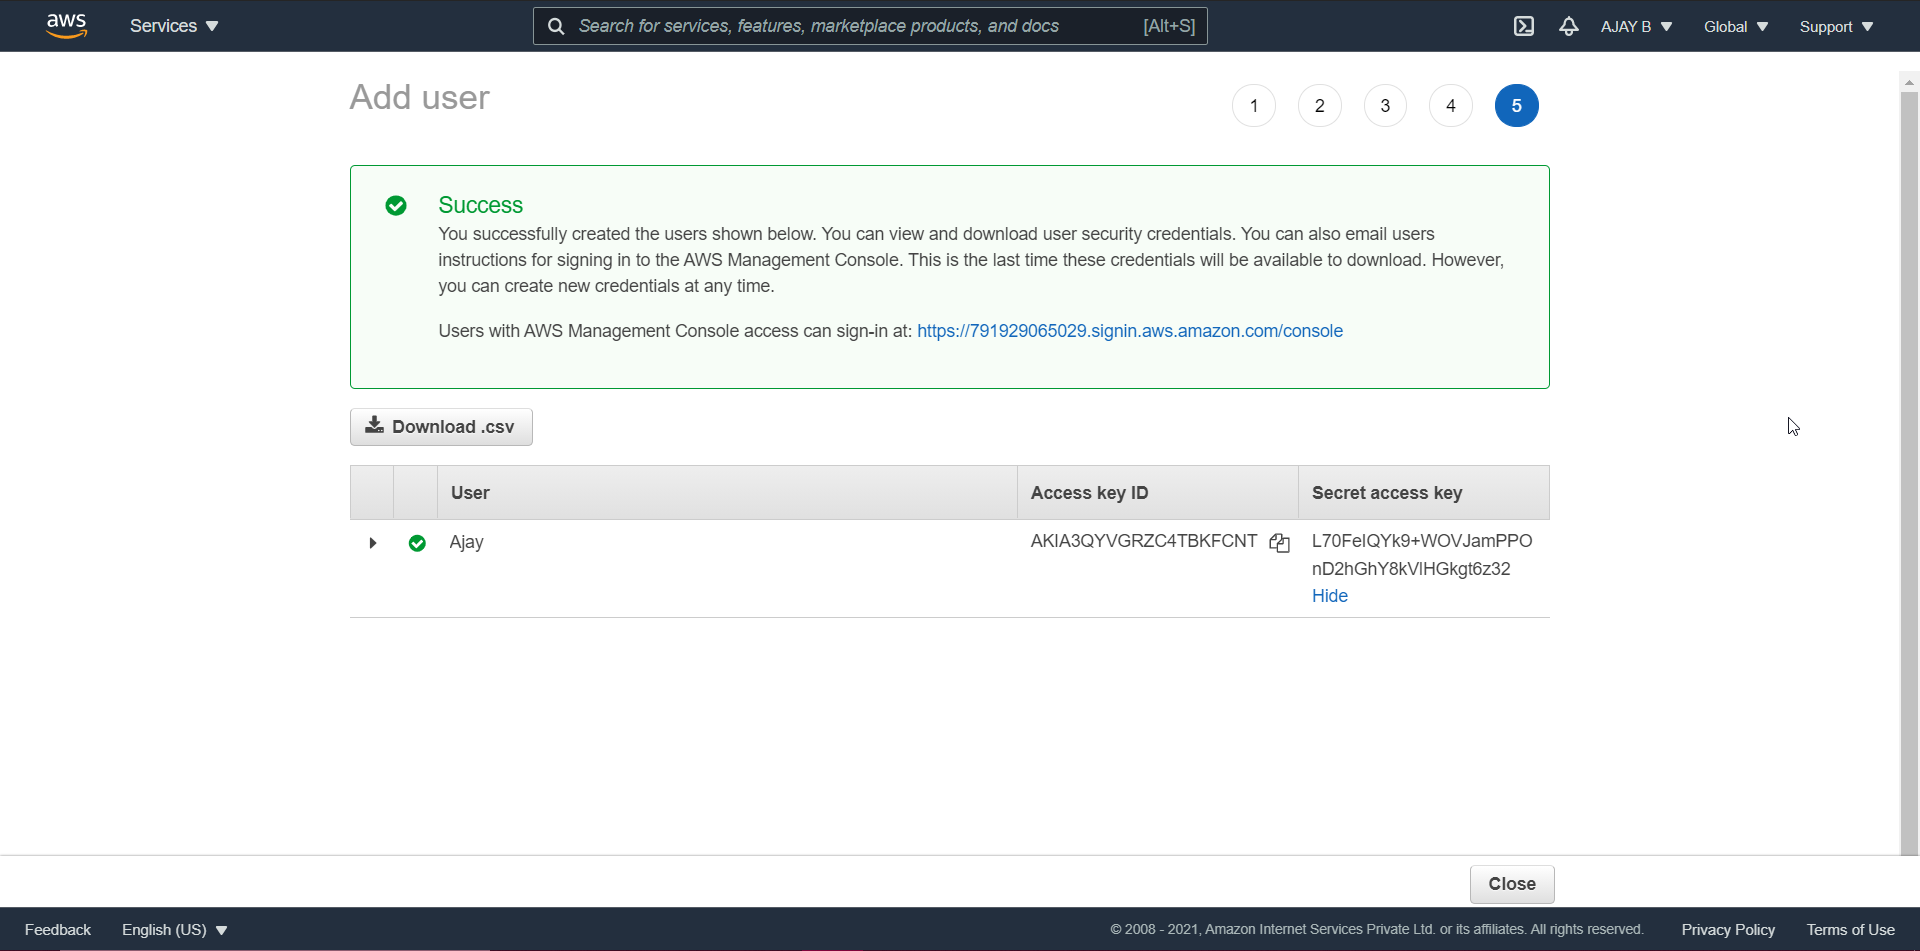 aws
Services
Search for services, features, marketplace products, and docs [Alt+S]
AJAY B
Global
Support
Add user
1 2 3 4 5
Success
You successfully created the users shown below. You can view and download user security credentials. You can also email users
instructions for signing in to the AWS Management Console. This is the last time these credentials will be available to download. However,
you can create new credentials at any time.
Users with AWS Management Console access can sign-in at: https://791929065029.signin.aws.amazon.com/console
Download .csv
User Access key ID Secret access key
Ajay AKIA3QYVGRZC4TBKFCNT
Hide
Close
Feedback English (US) © 2008 - 2021, Amazon Internet Services Private Ltd. or its affiliates. All rights reserved. Privacy Policy Terms of Use